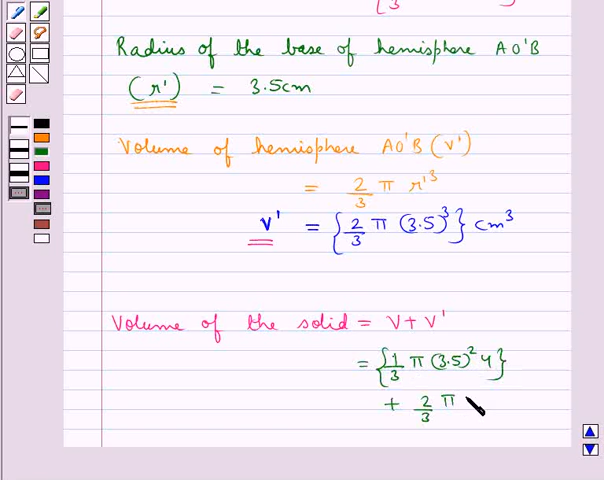 {3
Radius of the base of hemisphere AO'B
(r') = 3.5cm
Volume of hemisphere AO'B (v')
= 2/3 π r'³
v' = {2/3 π (3.5)³} cm³
Volume of the solid = V + V'
= {1/3 π (3.5)² 4}
+ 2/3 π